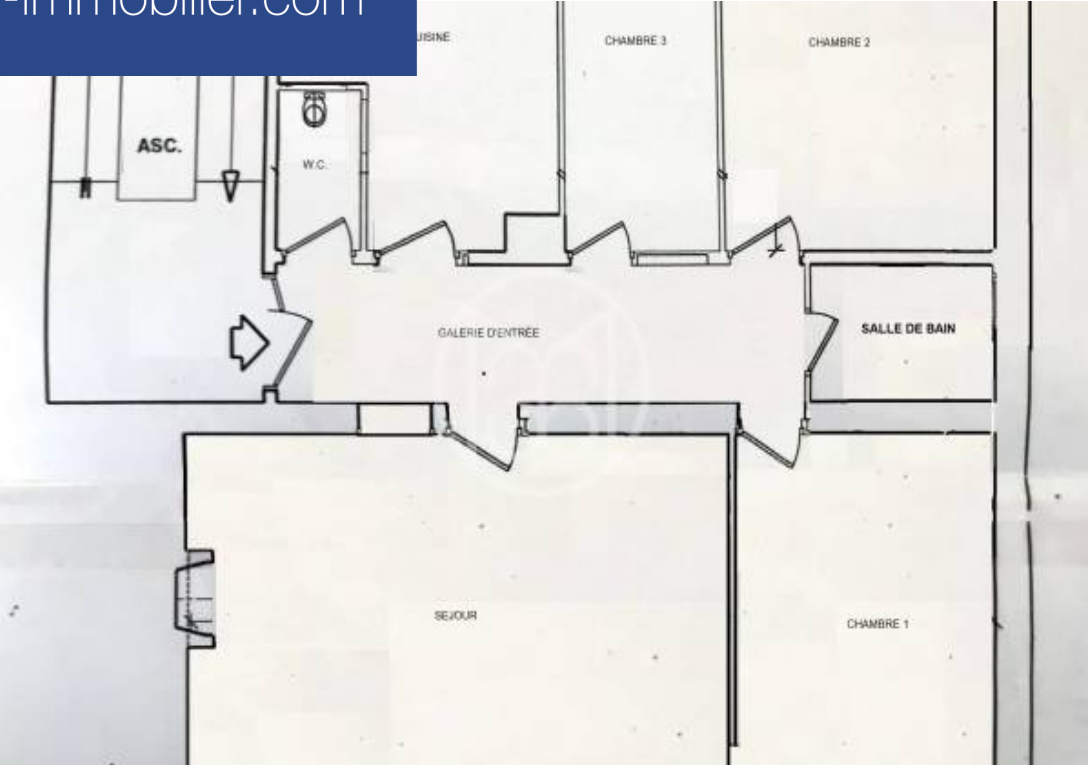 -immobilier.com
UISINE
CHAMBRE 3
CHAMBRE 2
ASC.
W.C.
GALERIE D'ENTRÉE
SALLE DE BAIN
SEJOUR
CHAMBRE 1